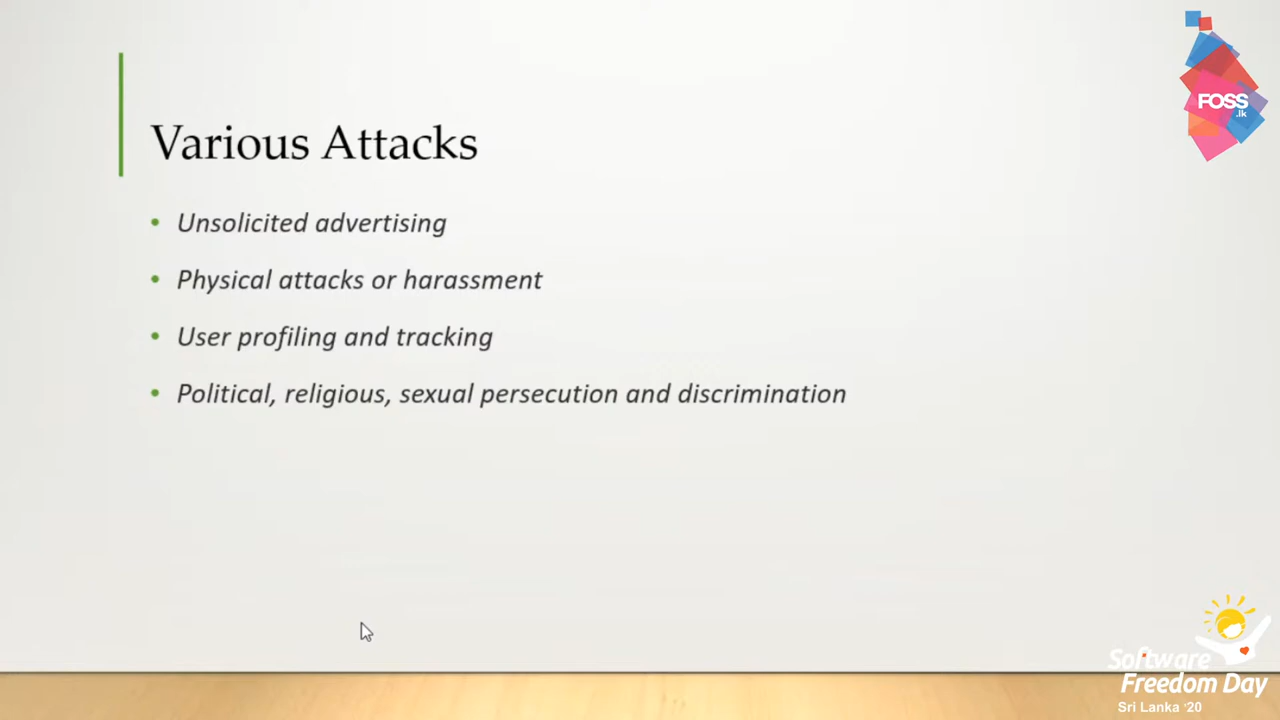 FOSS
.lk
Various Attacks
• Unsolicited advertising
• Physical attacks or harassment
• User profiling and tracking
• Political, religious, sexual persecution and discrimination
Software
Freedom Day
Sri Lanka '20